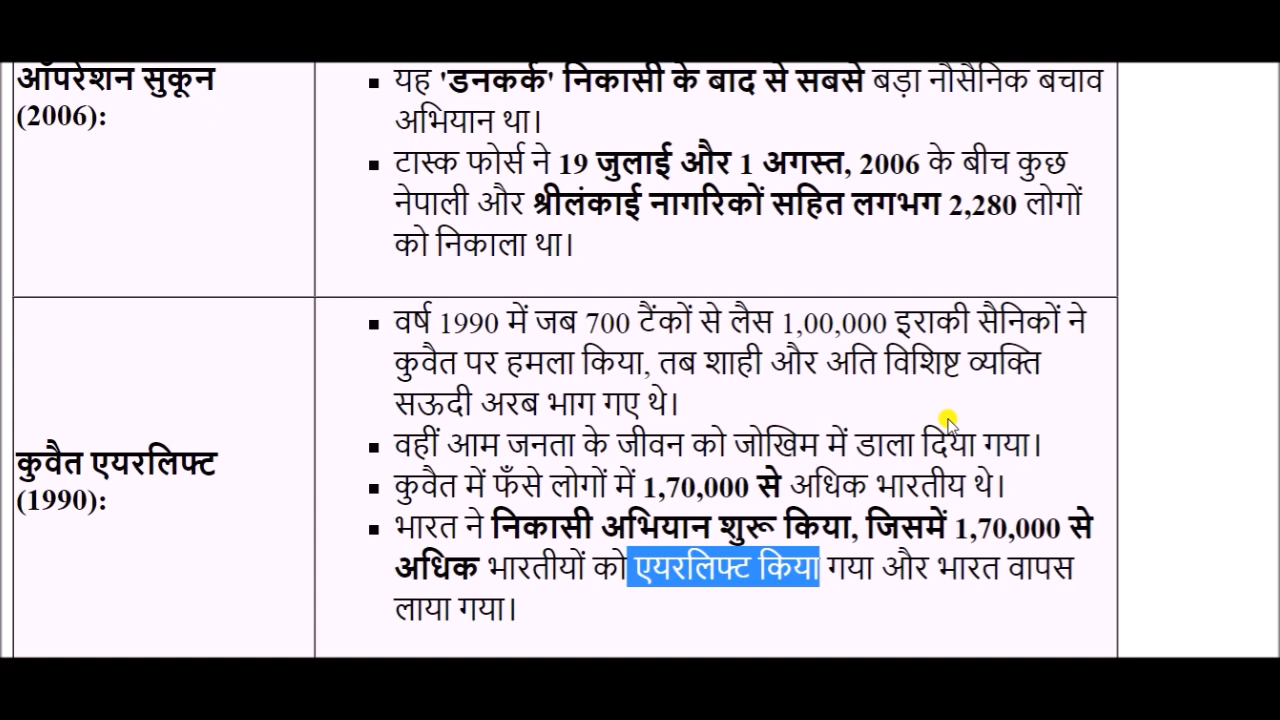 ऑपरेशन सुकून
(2006):
▪ यह 'डनकर्क' निकासी के बाद से सबसे बड़ा नौसैनिक बचाव
अभियान था।
▪ टास्क फोर्स ने 19 जुलाई और 1 अगस्त, 2006 के बीच कुछ
नेपाली और श्रीलंकाई नागरिकों सहित लगभग 2,280 लोगों
को निकाला था।
कुवैत एयरलिफ्ट
(1990):
▪ वर्ष 1990 में जब 700 टैंकों से लैस 1,00,000 इराकी सैनिकों ने
कुवैत पर हमला किया, तब शाही और अति विशिष्ट व्यक्ति
सऊदी अरब भाग गए थे।
▪ वहीं आम जनता के जीवन को जोखिम में डाला दिया गया।
▪ कुवैत में फँसे लोगों में 1,70,000 से अधिक भारतीय थे।
▪ भारत ने निकासी अभियान शुरू किया, जिसमें 1,70,000 से
अधिक भारतीयों को एयरलिफ्ट किया गया और भारत वापस
लाया गया।